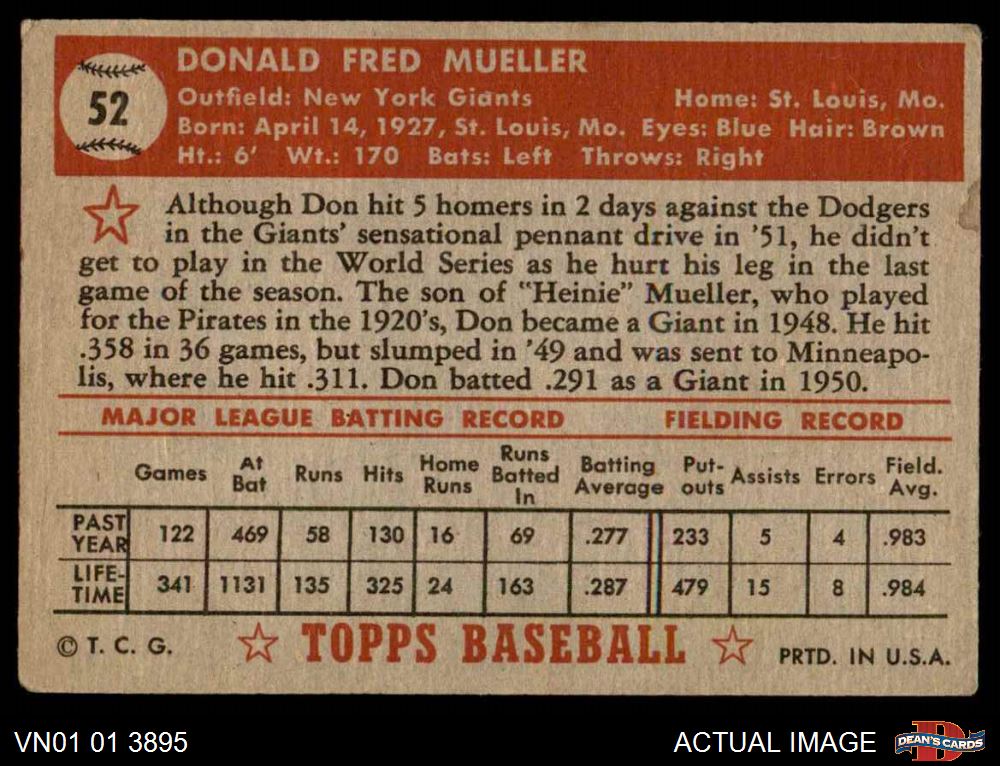 52
DONALD FRED MUELLER
Outfield: New York Giants Home: St. Louis, Mo.
Born: April 14, 1927, St. Louis, Mo. Eyes: Blue Hair: Brown
Ht.: 6' Wt.: 170 Bats: Left Throws: Right
Although Don hit 5 homers in 2 days against the Dodgers
in the Giants' sensational pennant drive in '51, he didn't
get to play in the World Series as he hurt his leg in the last
game of the season. The son of "Heinie" Mueller, who played
for the Pirates in the 1920's, Don became a Giant in 1948. He hit
.358 in 36 games, but slumped in '49 and was sent to Minneapo-
lis, where he hit .311. Don batted .291 as a Giant in 1950.
MAJOR LEAGUE BATTING RECORD FIELDING RECORD
Games At Bat Runs Hits Home Runs Runs Batted In Batting Average Put-outs Assists Errors Field. Avg.
PAST YEAR 122 469 58 130 16 69 .277 233 5 4 .983
LIFE-TIME 341 1131 135 325 24 163 .287 479 15 8 .984
© T. C. G. TOPPS BASEBALL PRTD. IN U.S.A.
VN01 01 3895 ACTUAL IMAGE DEAN'S CARDS